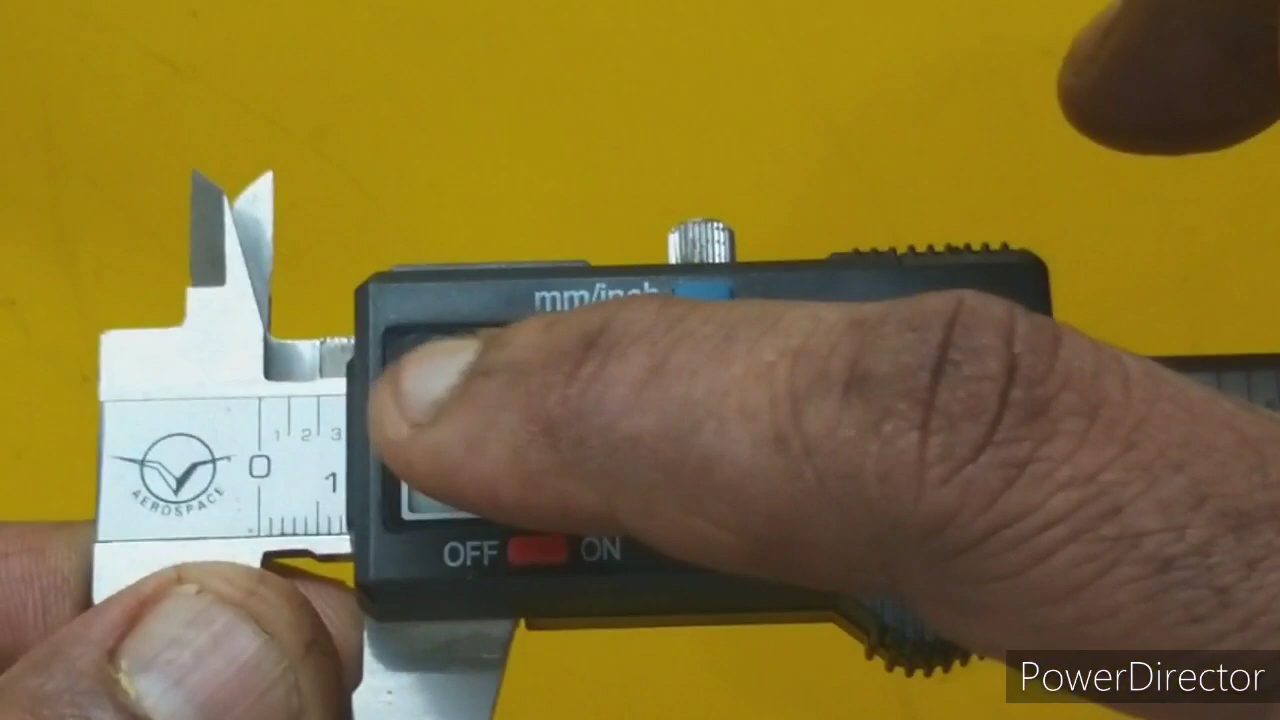 mm/inch
1 2 3
0
1
AEROSPACE
OFF ON
PowerDirector